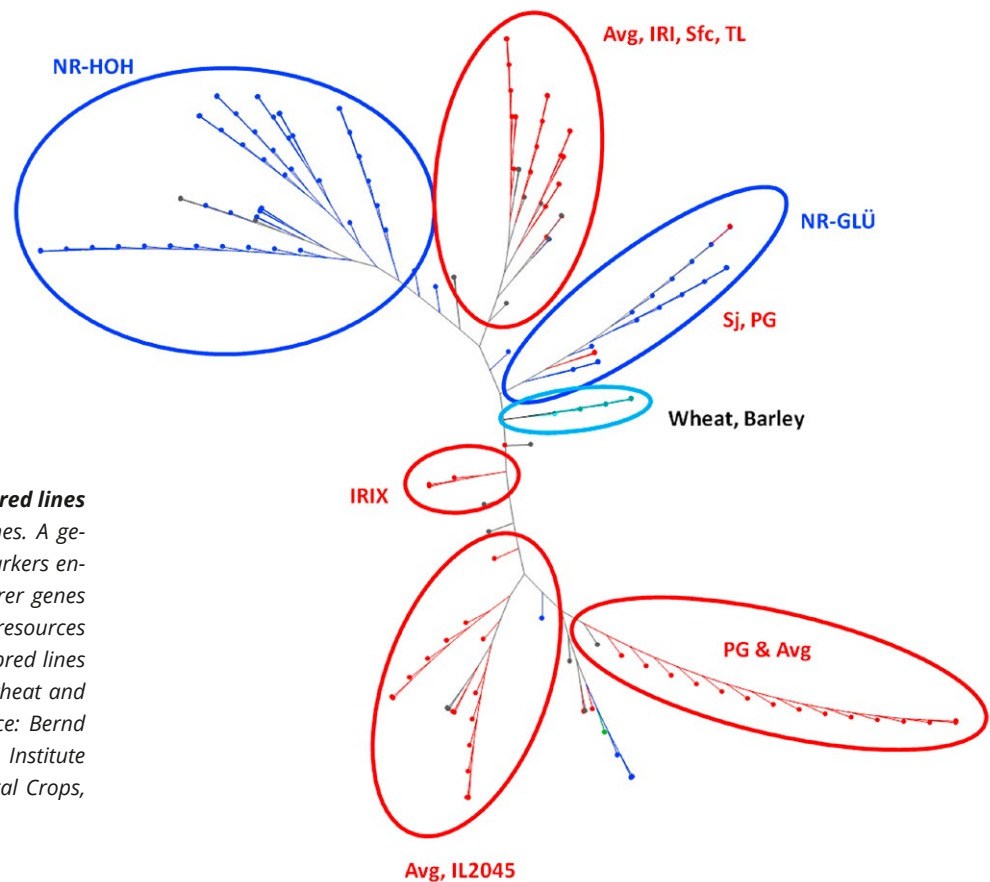 Avg, IRI, Sfc, TL
NR-HOH
NR-GLÜ
Sj, PG
Wheat, Barley
IRIX
red lines
nes. A ge-
rkers en-
rer genes
resources
ored lines
heat and
ce: Bernd
Institute
al Crops,
PG & Avg
Avg, IL2045